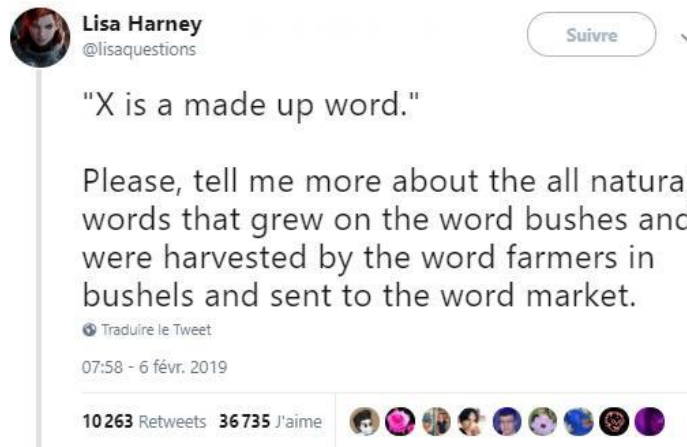 Lisa Harney
@lisaquestions
Suivre
"X is a made up word."
Please, tell me more about the all natura
words that grew on the word bushes and
were harvested by the word farmers in
bushels and sent to the word market.
Traduire le Tweet
07:58 - 6 févr. 2019
10 263 Retweets 36 735 J'aime